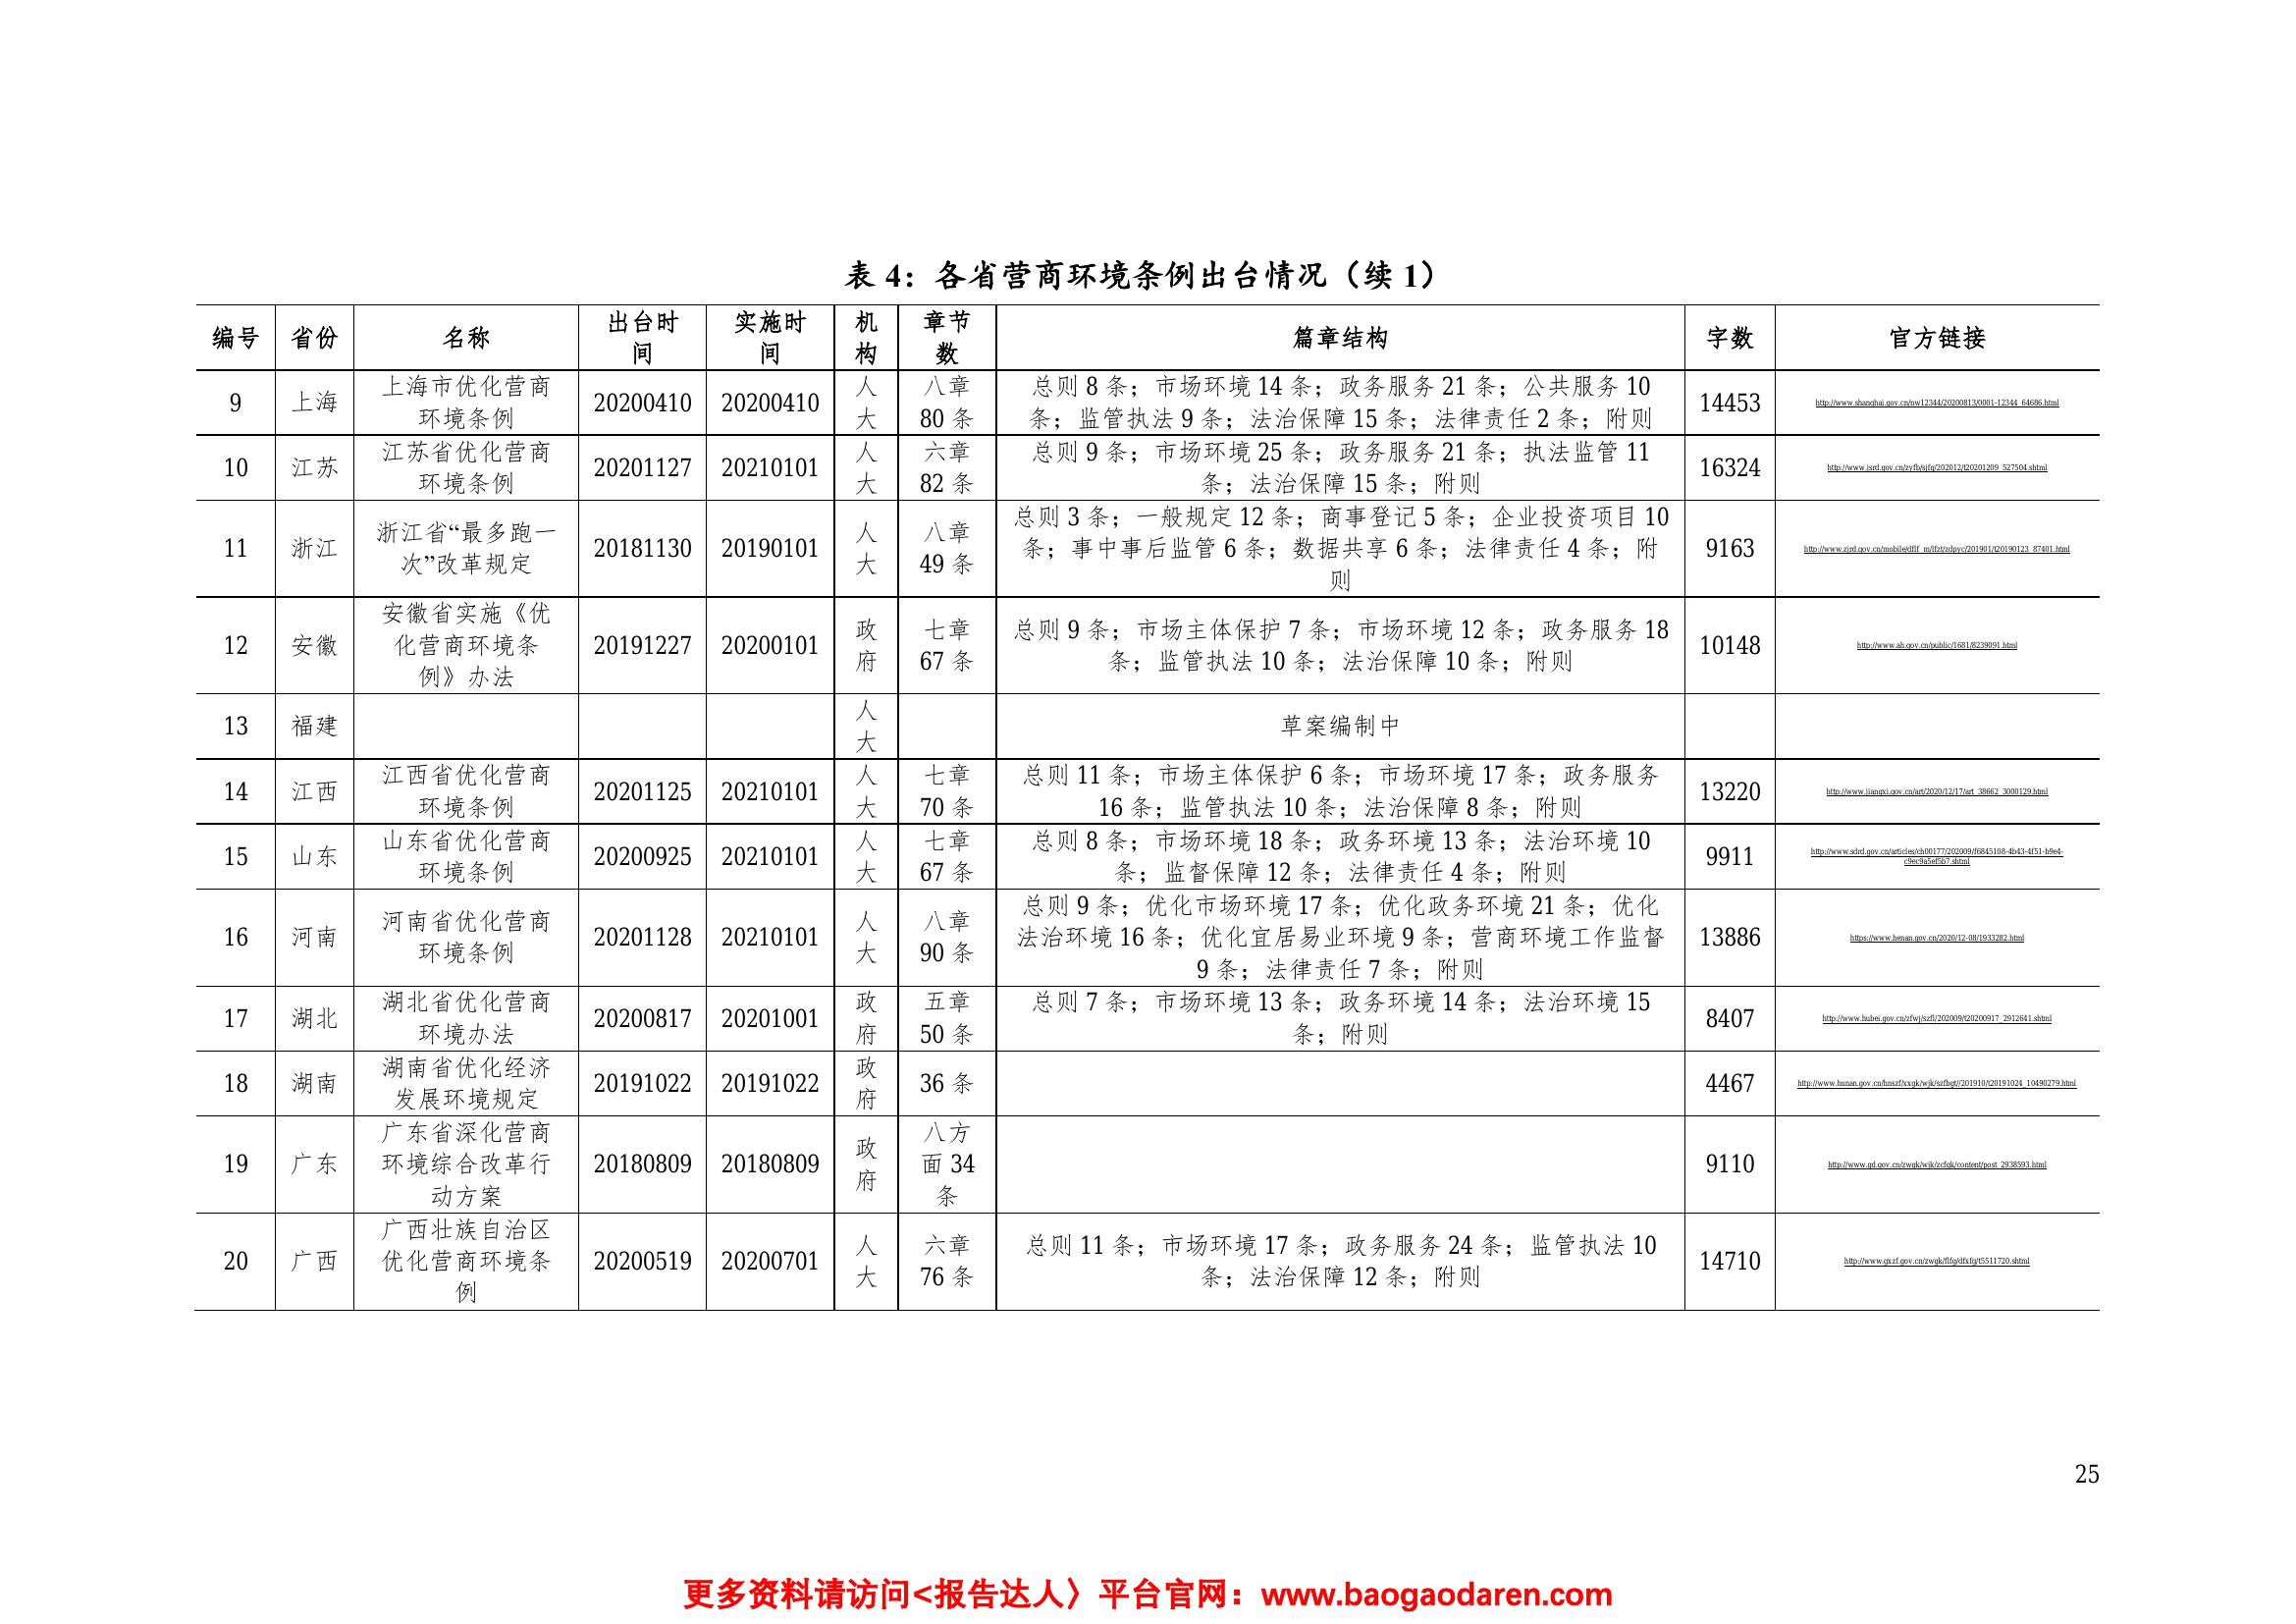 表 4：各省营商环境条例出台情况（续 1）
编号 省份 名称 出台时间 实施时间 机构 章节数 篇章结构 字数 官方链接
9 上海 上海市优化营商环境条例 20200410 20200410 人大 八章80 条 总则 8 条；市场环境 14 条；政务服务 21 条；公共服务 10 条；监管执法 9 条；法治保障 15 条；法律责任 2 条；附则 14453 http://www.shanghai.gov.cn/nw12344/20200813/0001-12344_64686.html
10 江苏 江苏省优化营商环境条例 20201127 20210101 人大 六章82 条 总则 9 条；市场环境 25 条；政务服务 21 条；执法监管 11 条；法治保障 15 条；附则 16324 http://www.jsrd.gov.cn/zyfb/sjfg/202012/t20201209_527504.shtml
11 浙江 浙江省“最多跑一次”改革规定 20181130 20190101 人大 八章49 条 总则 3 条；一般规定 12 条；商事登记 5 条；企业投资项目 10 条；事中事后监管 6 条；数据共享 6 条；法律责任 4 条；附则 9163 http://www.zjrd.gov.cn/mobile/dflf_m/lfzt/zdpyc/201901/t20190123_87401.html
12 安徽 安徽省实施《优化营商环境条例》办法 20191227 20200101 政府 七章67 条 总则 9 条；市场主体保护 7 条；市场环境 12 条；政务服务 18 条；监管执法 10 条；法治保障 10 条；附则 10148 http://www.ah.gov.cn/public/1681/8239091.html
13 福建 人大 草案编制中
14 江西 江西省优化营商环境条例 20201125 20210101 人大 七章70 条 总则 11 条；市场主体保护 6 条；市场环境 17 条；政务服务 16 条；监管执法 10 条；法治保障 8 条；附则 13220 http://www.jiangxi.gov.cn/art/2020/12/17/art_38662_3000129.html
15 山东 山东省优化营商环境条例 20200925 20210101 人大 七章67 条 总则 8 条；市场环境 18 条；政务环境 13 条；法治环境 10 条；监督保障 12 条；法律责任 4 条；附则 9911 http://www.sdrd.gov.cn/articles/ch00177/202009/f6845108-4b43-4f51-b9e4-c9ec9a5ef5b7.shtml
16 河南 河南省优化营商环境条例 20201128 20210101 人大 八章90 条 总则 9 条；优化市场环境 17 条；优化政务环境 21 条；优化法治环境 16 条；优化宜居易业环境 9 条；营商环境工作监督 9 条；法律责任 7 条；附则 13886 https://www.henan.gov.cn/2020/12-08/1933282.html
17 湖北 湖北省优化营商环境办法 20200817 20201001 政府 五章50 条 总则 7 条；市场环境 13 条；政务环境 14 条；法治环境 15 条；附则 8407 http://www.hubei.gov.cn/zfwj/szfl/202009/t20200917_2912641.shtml
18 湖南 湖南省优化经济发展环境规定 20191022 20191022 政府 36 条 4467 http://www.hunan.gov.cn/hnszf/xxgk/wjk/szfbgt//201910/t20191024_10490279.html
19 广东 广东省深化营商环境综合改革行动方案 20180809 20180809 政府 八方面 34 条 9110 http://www.gd.gov.cn/zwgk/wjk/zcfgk/content/post_2938593.html
20 广西 广西壮族自治区优化营商环境条例 20200519 20200701 人大 六章76 条 总则 11 条；市场环境 17 条；政务服务 24 条；监管执法 10 条；法治保障 12 条；附则 14710 http://www.gxzf.gov.cn/zwgk/flfg/dfxfg/t5511720.shtml
25
更多资料请访问<报告达人〉平台官网：www.baogaodaren.com